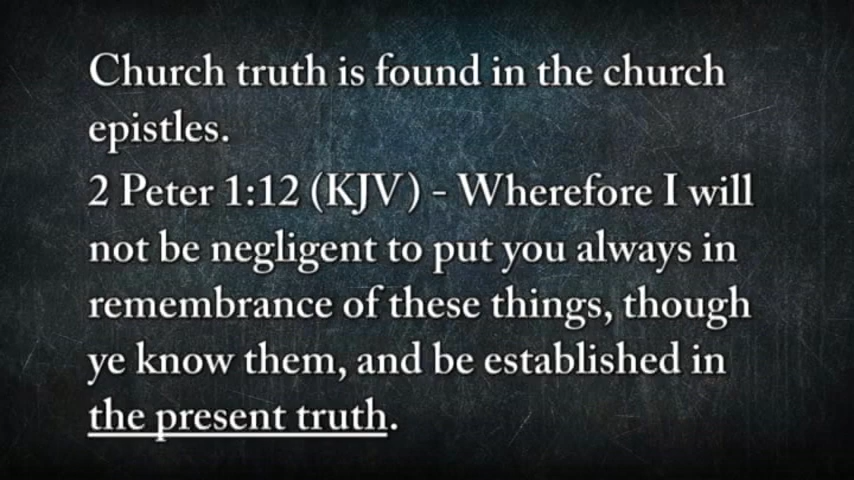 Church truth is found in the church
epistles.
2 Peter 1:12 (KJV) - Wherefore I will
not be negligent to put you always in
remembrance of these things, though
ye know them, and be established in
the present truth.